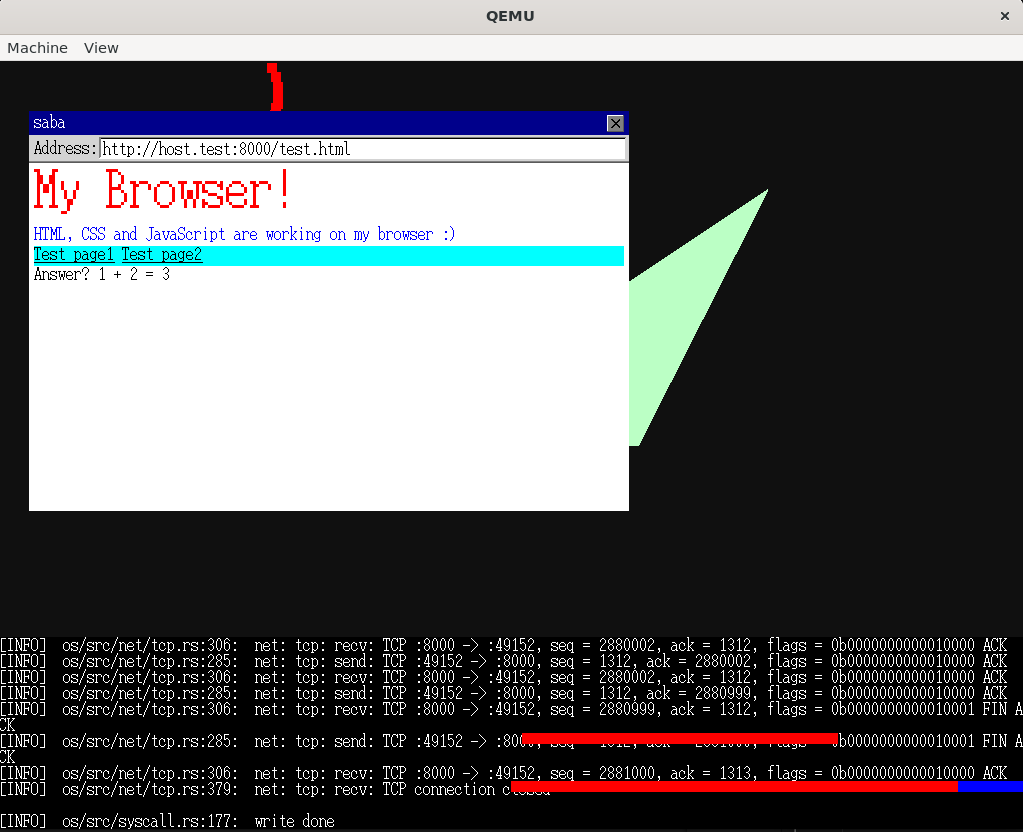 QEMU
Machine View
saba
Address: http://host.test:8000/test.html
My Browser!
HTML, CSS and JavaScript are working on my browser :)
Test page1 Test page2
Answer? 1 + 2 = 3
[INFO] os/src/net/tcp.rs:306: net: tcp: recv: TCP :8000 -> :49152, seq = 2880002, ack = 1312, flags = 0b0000000000010000 ACK
[INFO] os/src/net/tcp.rs:285: net: tcp: send: TCP :49152 -> :8000, seq = 1312, ack = 2880002, flags = 0b0000000000010000 ACK
[INFO] os/src/net/tcp.rs:306: net: tcp: recv: TCP :8000 -> :49152, seq = 2880002, ack = 1312, flags = 0b0000000000010000 ACK
[INFO] os/src/net/tcp.rs:285: net: tcp: send: TCP :49152 -> :8000, seq = 1312, ack = 2880999, flags = 0b0000000000010000 ACK
[INFO] os/src/net/tcp.rs:306: net: tcp: recv: TCP :8000 -> :49152, seq = 2880999, ack = 1312, flags = 0b0000000000010001 FIN A
CK
[INFO] os/src/net/tcp.rs:285: net: tcp: send: TCP :49152 -> 0b0000000000010001 FIN A
CK
[INFO] os/src/net/tcp.rs:306: net: tcp: recv: TCP :8000 -> :49152, seq = 2881000, ack = 1313, flags = 0b0000000000010000 ACK
[INFO] os/src/net/tcp.rs:379: net: tcp: recv: TCP connection closed
[INFO] os/src/syscall.rs:177: write done